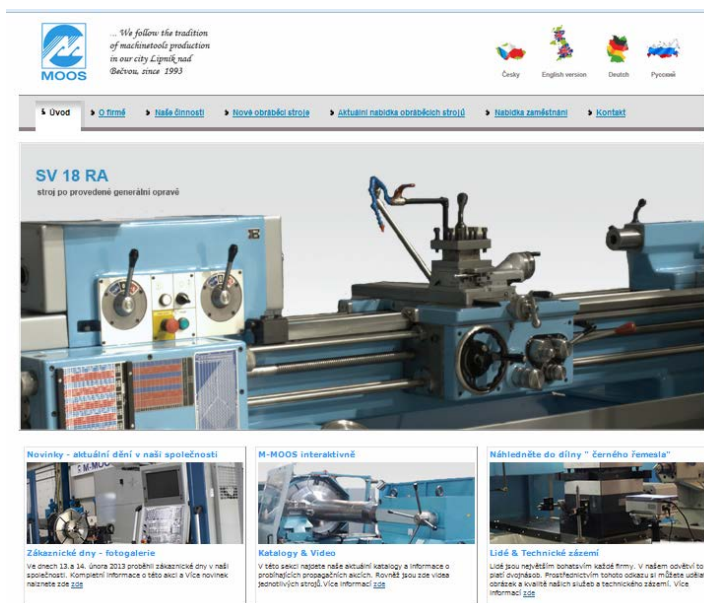 ... We follow the tradition
of machinetools production
in our city Lipník nad
Bečvou, since 1993
MOOS
Česky English version Deutch Русский
Úvod O firmě Naše činnosti Nové obráběcí stroje Aktuální nabídka obráběcích strojů Nabídka zaměstnání Kontakt
SV 18 RA
stroj po provedené generální opravě
Novinky - aktuální dění v naší společnosti
M-MOOS interaktivně
Náhledněte do dílny " černého řemesla"
Zákaznické dny - fotogalerie
Ve dnech 13.a 14. února 2013 proběhli zákaznické dny v naší
společnosti. Kompletní informace o této akci a Více novinek
naleznete zde zde
Katalogy & Video
V této sekci najdete naše aktuální katalogy a informace o
probíhajících propagačních akcích. Rovněž jsou zde videa
jednotlivých strojů. Více informací zde
Lidé & Technické zázemí
Lidé jsou největším bohatsvím každé firmy. V našem odvětví to
platí dvojnásob. Prostřednictvím tohoto odkazu si můžete uděla
obrázek a kvalitě našich služeb a technického zázemí. Více
informací zde